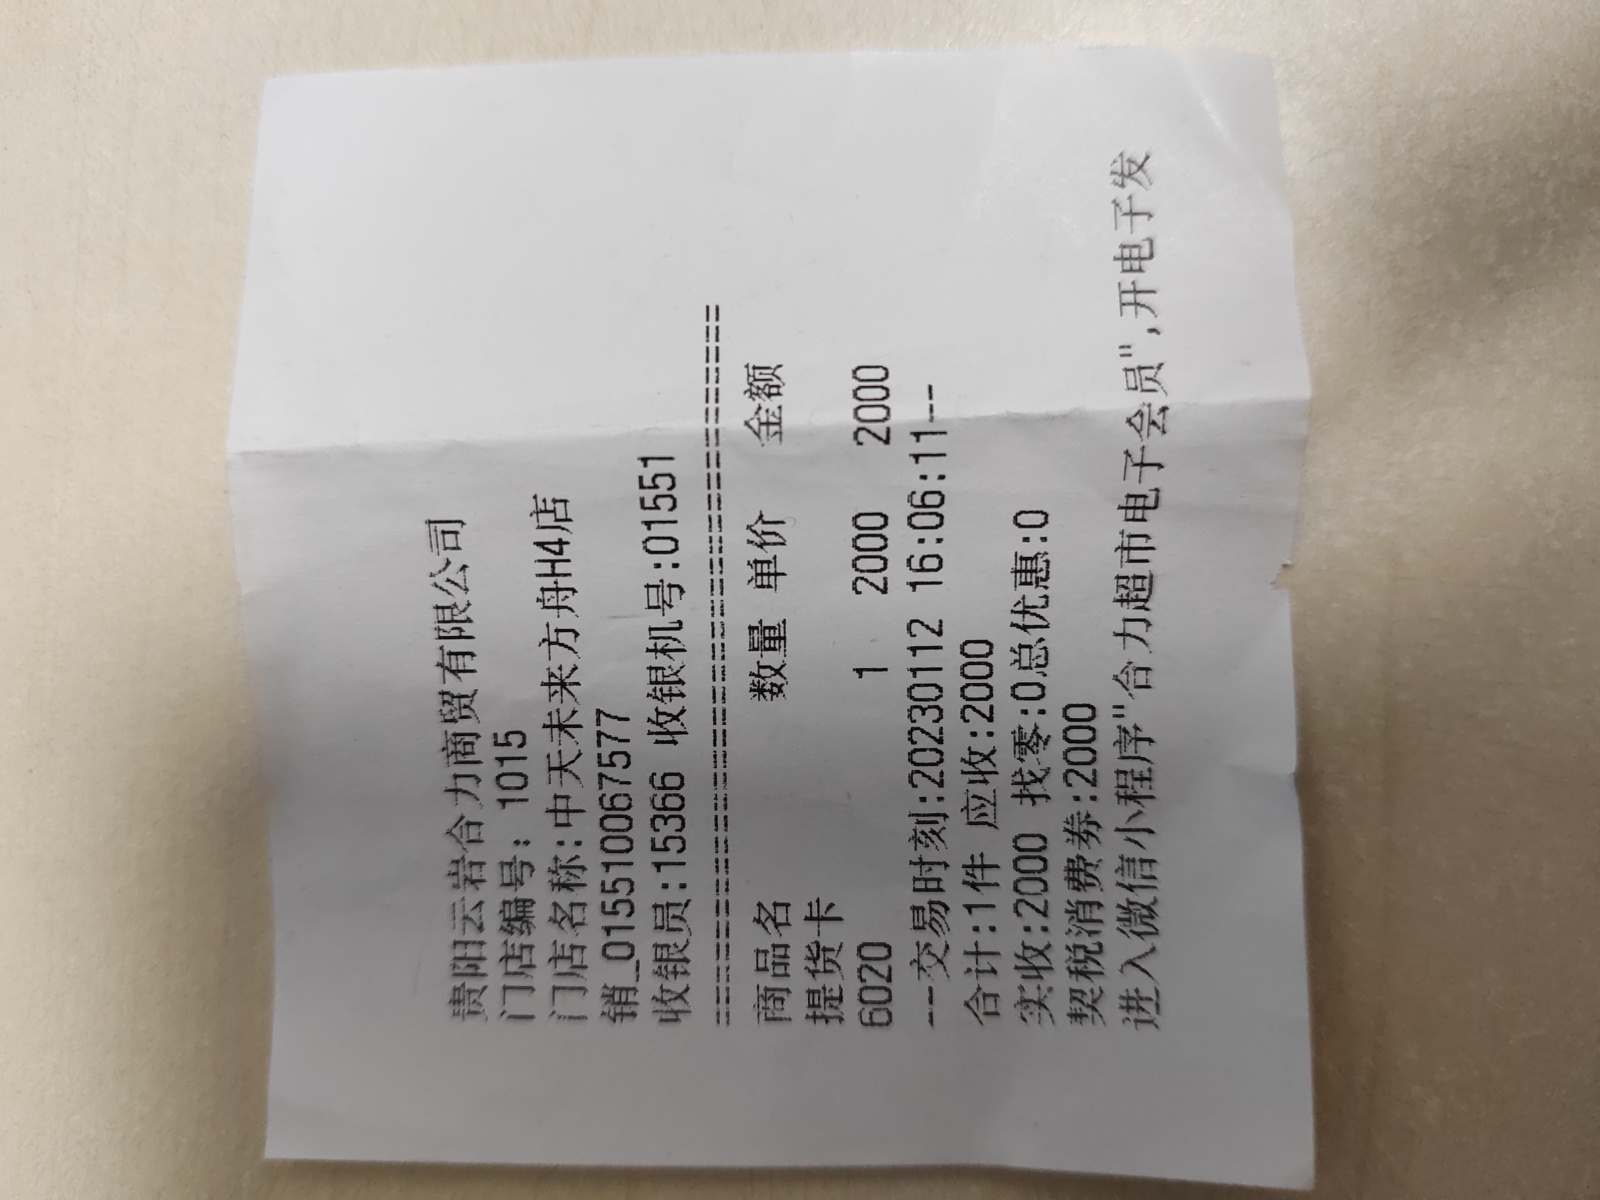 贵阳云岩合力商贸有限公司
门店编号: 1015
门店名称:中天未来方舟H4店
销_015510067577
收银员:15366 收银机号:01551
========================================
商品名 数量 单价 金额
提货卡
6020 1 2000 2000
--交易时刻:20230112 16:06:11--
合计:1件 应收:2000
实收:2000 找零:0总优惠:0
契税消费券:2000
进入微信小程序"合力超市电子会员",开电子发